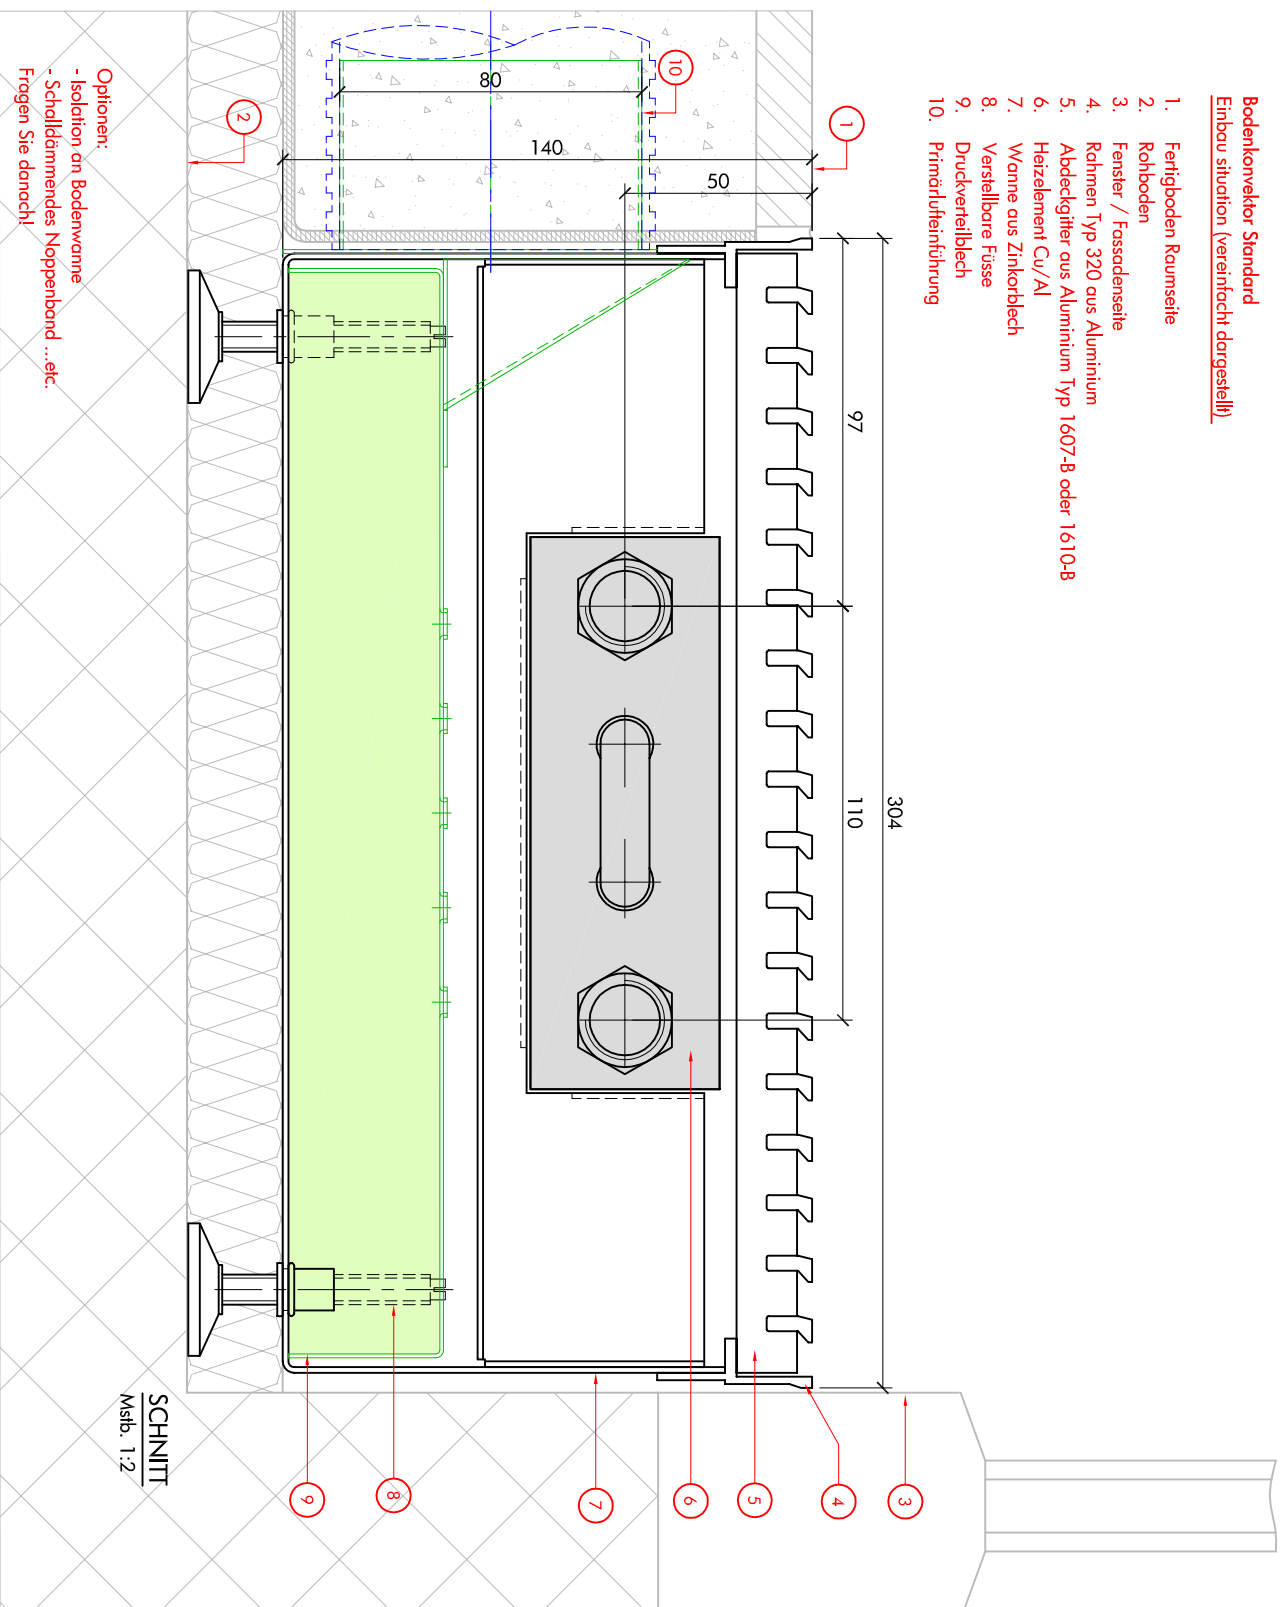 Bodenkonvektor Standard
Einbau situation (vereinfacht dargestellt)
1. Fertigboden Raumseite
2. Rohboden
3. Fenster / Fassadenseite
4. Rahmen Typ 320 aus Aluminium
5. Abdeckgitter aus Aluminium Typ 1607-B oder 1610-B
6. Heizelement Cu/Al
7. Wanne aus Zinkorblech
8. Verstellbare Füsse
9. Druckverteilblech
10. Primärlufteinführung
304
97
110
1
50
140
80
10
2
3
4
5
6
7
8
9
Optionen:
- Isolation an Bodenwanne
- Schalldämmendes Noppenband ...etc.
Fragen Sie danach!
SCHNITT
Mstb. 1:2